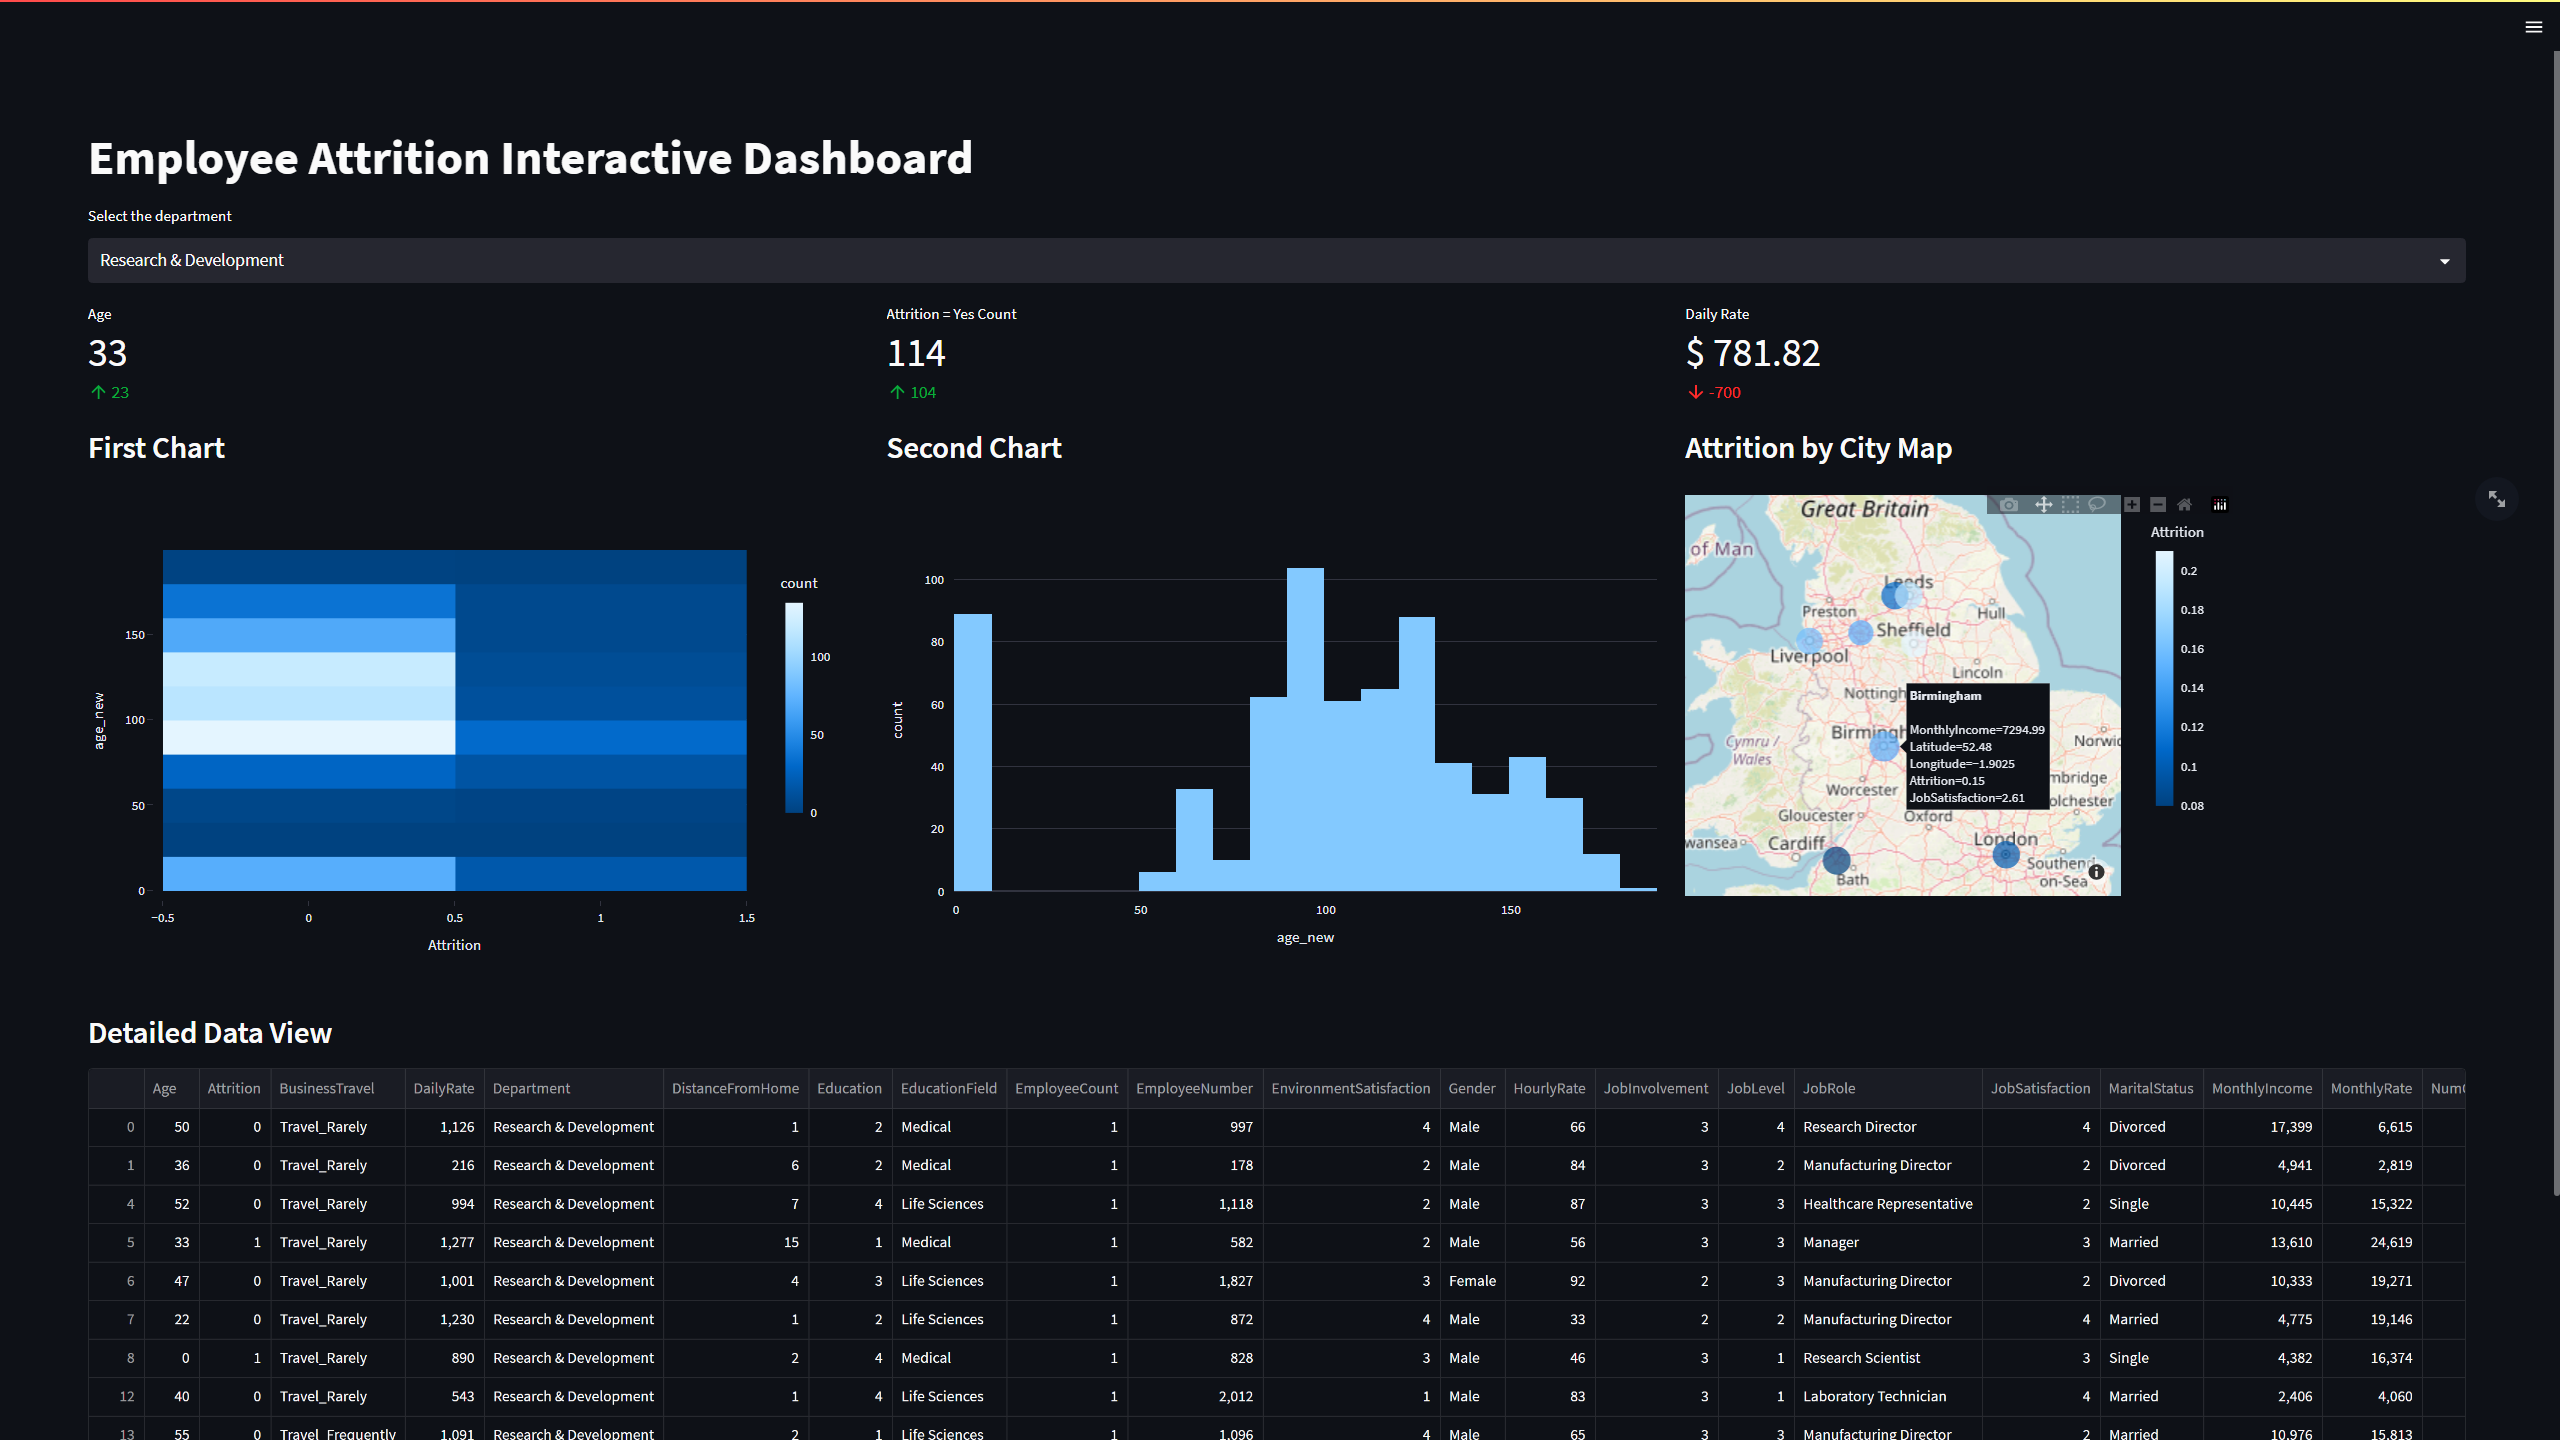 Employee Attrition Interactive Dashboard
Select the department
Research & Development
Age
33
23
Attrition = Yes Count
114
104
Daily Rate
$ 781.82
-700
First Chart
count
100
50
0
150
100
50
0
age_new
−0.5 0 0.5 1 1.5
Attrition
Second Chart
100
80
60
40
20
0
count
0 50 100 150
age_new
Attrition by City Map
Great Britain
of Man
Leeds
Preston
Hull
Sheffield
Liverpool
Lincoln
Nottingh
Birmingh
Cymru /
Wales
Norwic
mbridge
Worcester
olchester
Gloucester
Oxford
wansea
Cardiff
London
Southend-
on-Sea
Bath
Birmingham
MonthlyIncome=7294.99
Latitude=52.48
Longitude=−1.9025
Attrition=0.15
JobSatisfaction=2.61
Attrition
0.2
0.18
0.16
0.14
0.12
0.1
0.08
Detailed Data View
Age Attrition BusinessTravel DailyRate Department DistanceFromHome Education EducationField EmployeeCount EmployeeNumber EnvironmentSatisfaction Gender HourlyRate JobInvolvement JobLevel JobRole JobSatisfaction MaritalStatus MonthlyIncome MonthlyRate
0 50 0 Travel_Rarely 1,126 Research & Development 1 2 Medical 1 997 4 Male 66 3 4 Research Director 4 Divorced 17,399 6,615
1 36 0 Travel_Rarely 216 Research & Development 6 2 Medical 1 178 2 Male 84 3 2 Manufacturing Director 2 Divorced 4,941 2,819
4 52 0 Travel_Rarely 994 Research & Development 7 4 Life Sciences 1 1,118 2 Male 87 3 3 Healthcare Representative 2 Single 10,445 15,322
5 33 1 Travel_Rarely 1,277 Research & Development 15 1 Medical 1 582 2 Male 56 3 3 Manager 3 Married 13,610 24,619
6 47 0 Travel_Rarely 1,001 Research & Development 4 3 Life Sciences 1 1,827 3 Female 92 2 3 Manufacturing Director 2 Divorced 10,333 19,271
7 22 0 Travel_Rarely 1,230 Research & Development 1 2 Life Sciences 1 872 4 Male 33 2 2 Manufacturing Director 4 Married 4,775 19,146
8 0 1 Travel_Rarely 890 Research & Development 2 4 Medical 1 828 3 Male 46 3 1 Research Scientist 3 Single 4,382 16,374
12 40 0 Travel_Rarely 543 Research & Development 1 4 Life Sciences 1 2,012 1 Male 83 3 1 Laboratory Technician 4 Married 2,406 4,060
13 55 0 Travel_Frequently 1,091 Research & Development 2 1 Life Sciences 1 1,096 4 Male 65 3 3 Manufacturing Director 2 Married 10,976 15,813